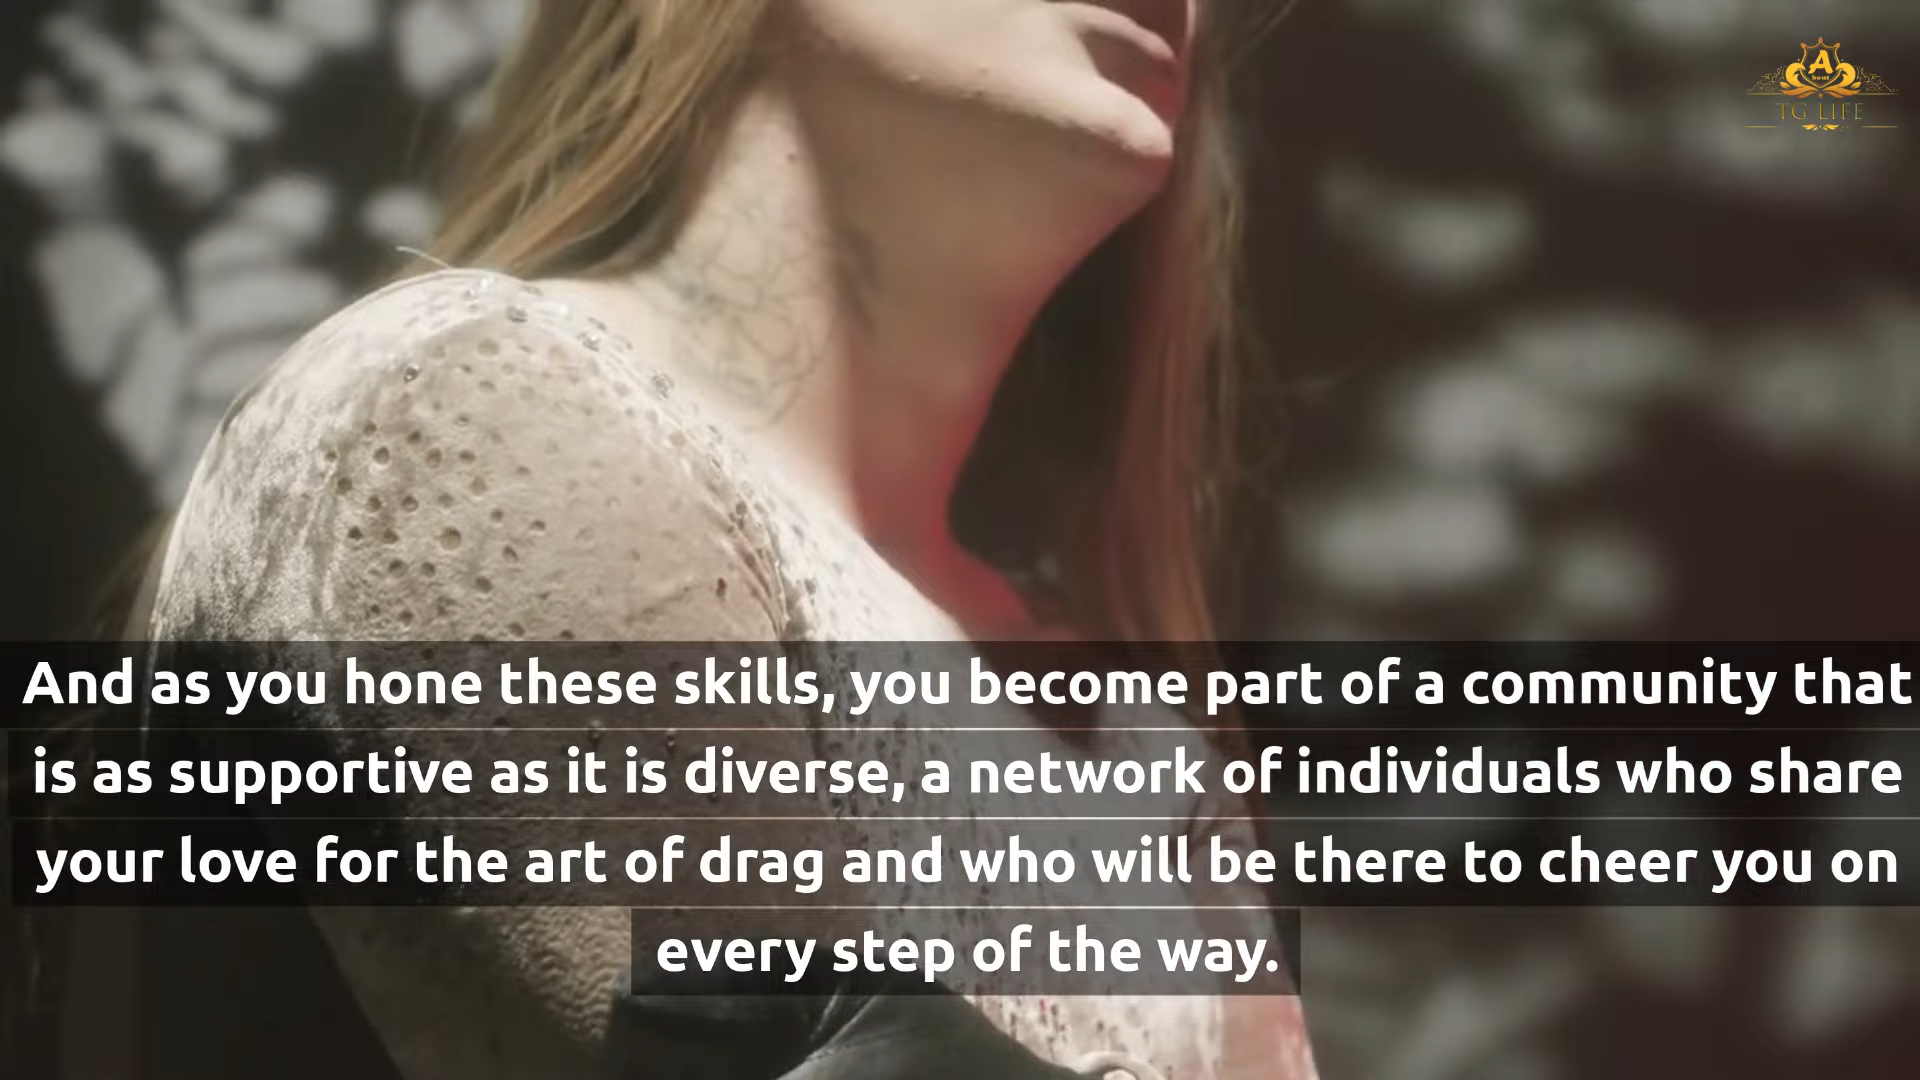 A
bout
TG LIFE
And as you hone these skills, you become part of a community that
is as supportive as it is diverse, a network of individuals who share
your love for the art of drag and who will be there to cheer you on
every step of the way.